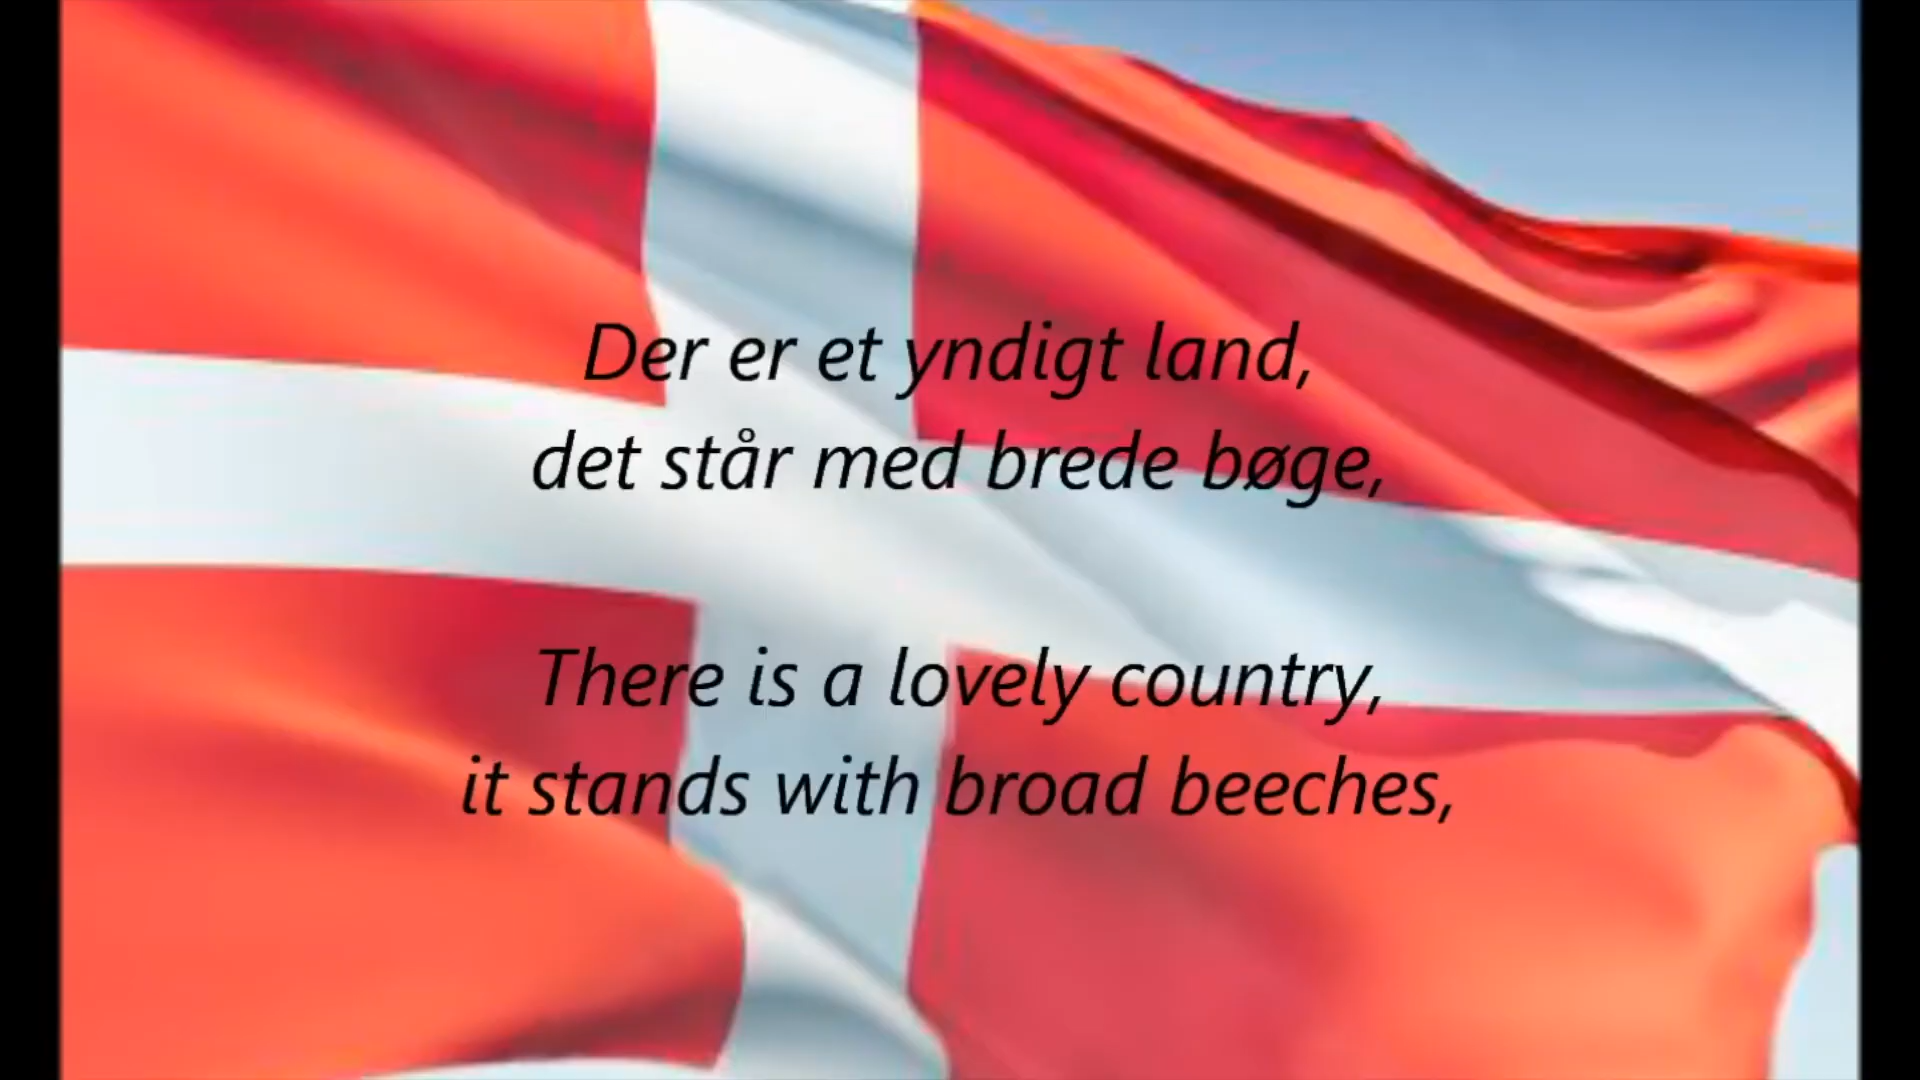 Der er et yndigt land,
det står med brede bøge,
There is a lovely country,
it stands with broad beeches,